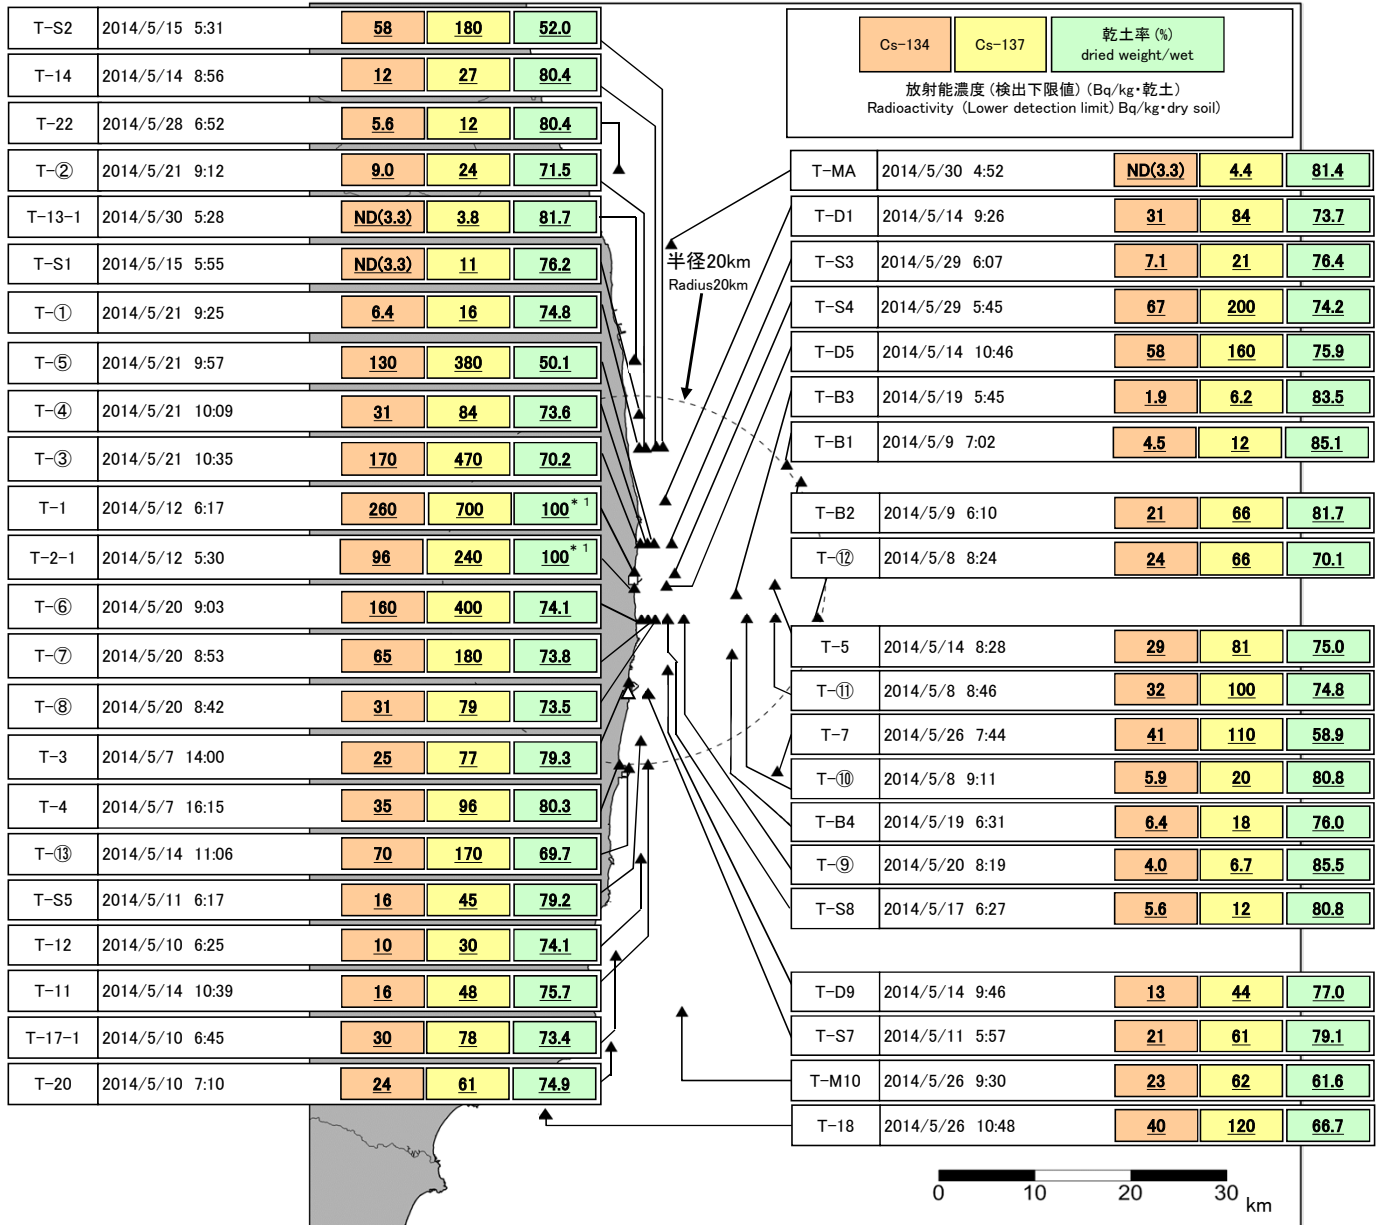 T-S2 2014/5/15 5:31 58 180 52.0
T-14 2014/5/14 8:56 12 27 80.4
T-22 2014/5/28 6:52 5.6 12 80.4
T-② 2014/5/21 9:12 9.0 24 71.5
T-13-1 2014/5/30 5:28 ND(3.3) 3.8 81.7
T-S1 2014/5/15 5:55 ND(3.3) 11 76.2
T-① 2014/5/21 9:25 6.4 16 74.8
T-⑤ 2014/5/21 9:57 130 380 50.1
T-④ 2014/5/21 10:09 31 84 73.6
T-③ 2014/5/21 10:35 170 470 70.2
T-1 2014/5/12 6:17 260 700 100*1
T-2-1 2014/5/12 5:30 96 240 100*1
T-⑥ 2014/5/20 9:03 160 400 74.1
T-⑦ 2014/5/20 8:53 65 180 73.8
T-⑧ 2014/5/20 8:42 31 79 73.5
T-3 2014/5/7 14:00 25 77 79.3
T-4 2014/5/7 16:15 35 96 80.3
T-⑬ 2014/5/14 11:06 70 170 69.7
T-S5 2014/5/11 6:17 16 45 79.2
T-12 2014/5/10 6:25 10 30 74.1
T-11 2014/5/14 10:39 16 48 75.7
T-17-1 2014/5/10 6:45 30 78 73.4
T-20 2014/5/10 7:10 24 61 74.9
Cs-134 Cs-137 乾土率(%)
dried weight/wet
放射能濃度(検出下限値)(Bq/kg・乾土)
Radioactivity (Lower detection limit) Bq/kg・dry soil)
半径20km
Radius20km
T-MA 2014/5/30 4:52 ND(3.3) 4.4 81.4
T-D1 2014/5/14 9:26 31 84 73.7
T-S3 2014/5/29 6:07 7.1 21 76.4
T-S4 2014/5/29 5:45 67 200 74.2
T-D5 2014/5/14 10:46 58 160 75.9
T-B3 2014/5/19 5:45 1.9 6.2 83.5
T-B1 2014/5/9 7:02 4.5 12 85.1
T-B2 2014/5/9 6:10 21 66 81.7
T-⑫ 2014/5/8 8:24 24 66 70.1
T-5 2014/5/14 8:28 29 81 75.0
T-⑪ 2014/5/8 8:46 32 100 74.8
T-7 2014/5/26 7:44 41 110 58.9
T-⑩ 2014/5/8 9:11 5.9 20 80.8
T-B4 2014/5/19 6:31 6.4 18 76.0
T-⑨ 2014/5/20 8:19 4.0 6.7 85.5
T-S8 2014/5/17 6:27 5.6 12 80.8
T-D9 2014/5/14 9:46 13 44 77.0
T-S7 2014/5/11 5:57 21 61 79.1
T-M10 2014/5/26 9:30 23 62 61.6
T-18 2014/5/26 10:48 40 120 66.7
0 10 20 30 km